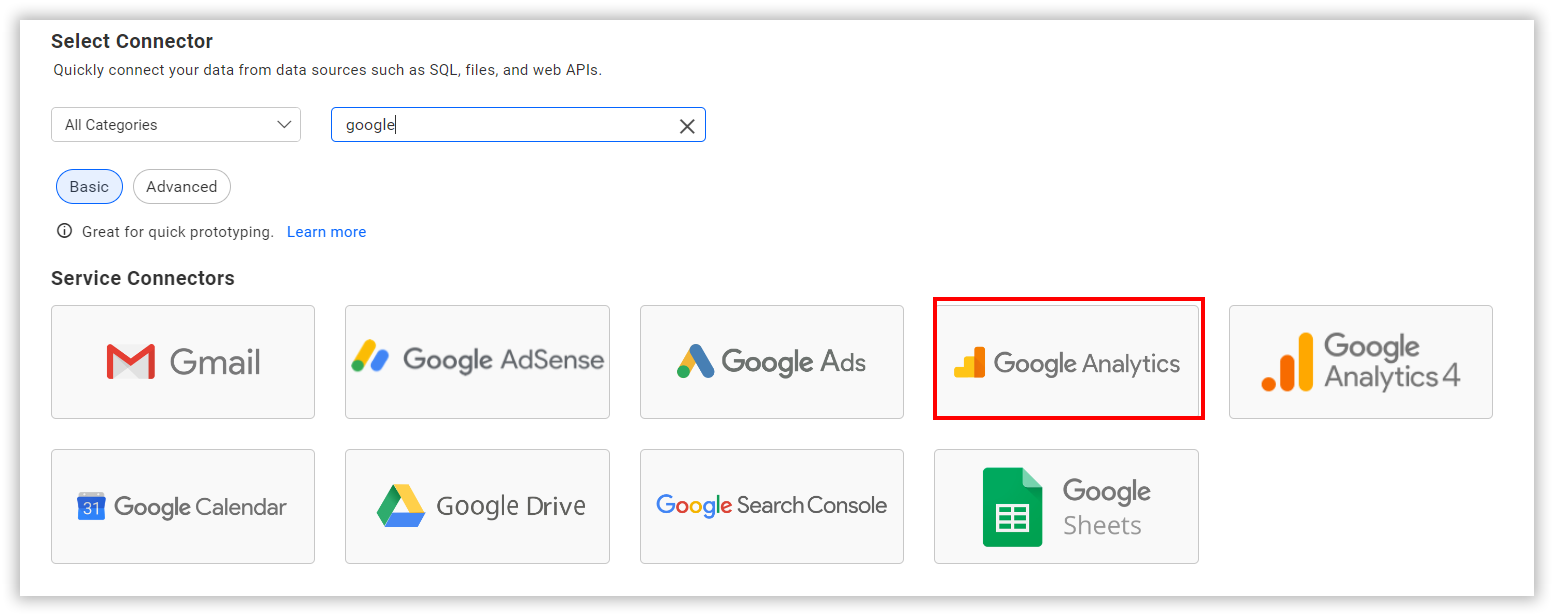 Select Connector
Quickly connect your data from data sources such as SQL, files, and web APIs.
All Categories
google
Basic
Advanced
Great for quick prototyping. Learn more
Service Connectors
Gmail
Google AdSense
Google Ads
Google Analytics
Google
Analytics 4
31
Google Calendar
Google Drive
Google Search Console
Google
Sheets